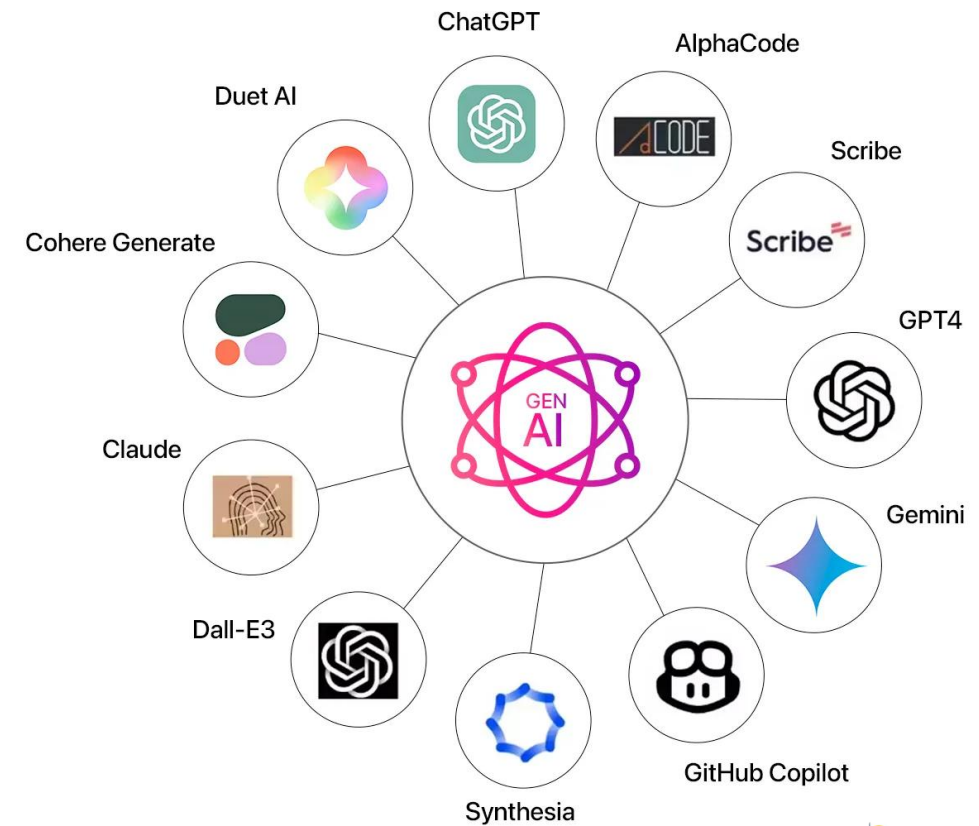 ChatGPT
AlphaCode
Duet AI
CODE
Scribe
Scribe
Cohere Generate
GPT4
GEN
AI
Claude
Gemini
Dall-E3
GitHub Copilot
Synthesia